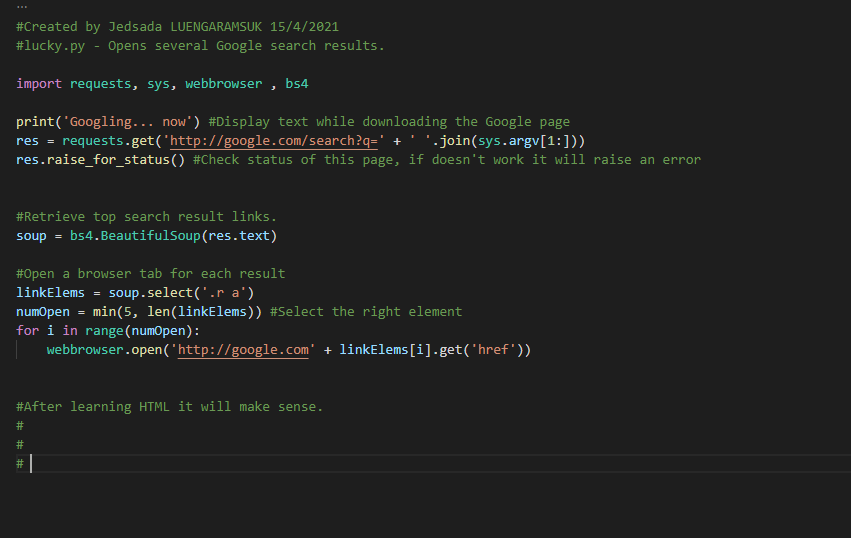 ...
#Created by Jedsada LUENGARAMSUK 15/4/2021
#lucky.py - Opens several Google search results.
import requests, sys, webbrowser , bs4
print('Googling... now') #Display text while downloading the Google page
res = requests.get('http://google.com/search?q=' + ' '.join(sys.argv[1:]))
res.raise_for_status() #Check status of this page, if doesn't work it will raise an error
#Retrieve top search result links.
soup = bs4.BeautifulSoup(res.text)
#Open a browser tab for each result
linkElems = soup.select('.r a')
numOpen = min(5, len(linkElems)) #Select the right element
for i in range(numOpen):
    webbrowser.open('http://google.com' + linkElems[i].get('href'))
#After learning HTML it will make sense.
#
#
#